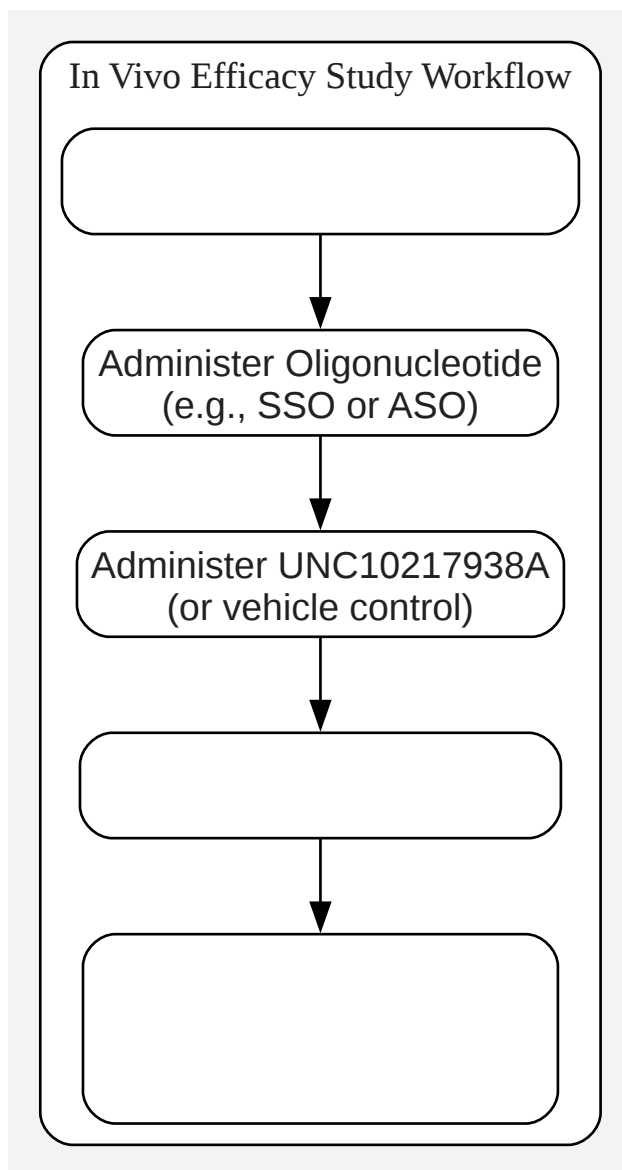 In Vivo Efficacy Study Workflow
Administer Oligonucleotide
(e.g., SSO or ASO)
Administer UNC10217938A
(or vehicle control)